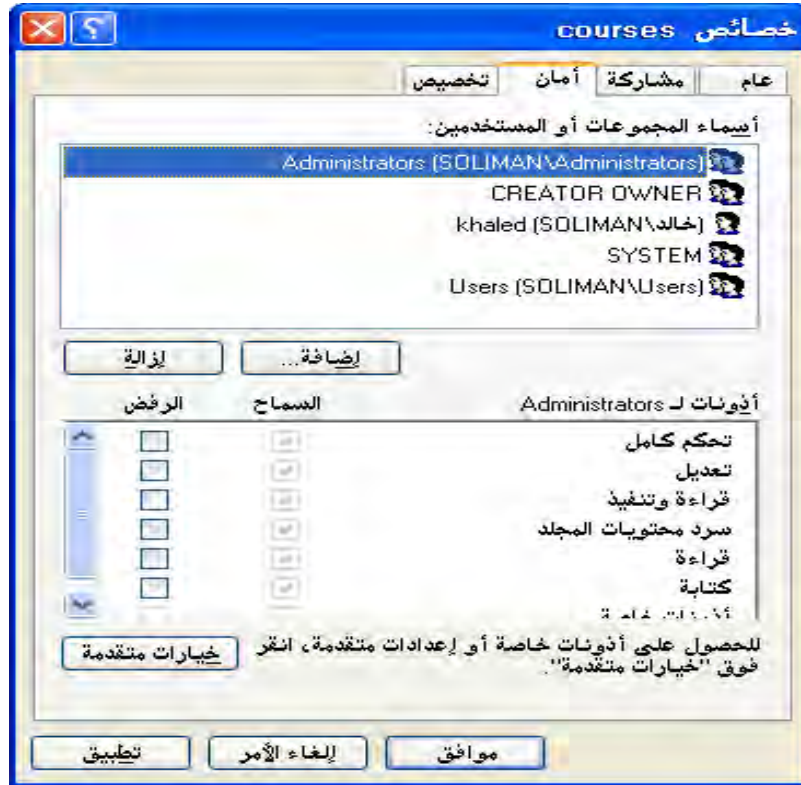 خصائص courses
عام مشاركة أمان تخصيص
أسماء المجموعات أو المستخدمين:
Administrators (SOLIMAN\Administrators)
CREATOR OWNER
khaled (SOLIMAN\خالد)
SYSTEM
Users (SOLIMAN\Users)
إضافة... إزالة
أذونات لـ Administrators السماح الرفض
تحكم كامل
تعديل
قراءة وتنفيذ
سرد محتويات المجلد
قراءة
كتابة
أذونات خاصة
للحصول على أذونات خاصة أو إعدادات متقدمة، انقر
فوق "خيارات متقدمة".
خيارات متقدمة
موافق إلغاء الأمر تطبيق